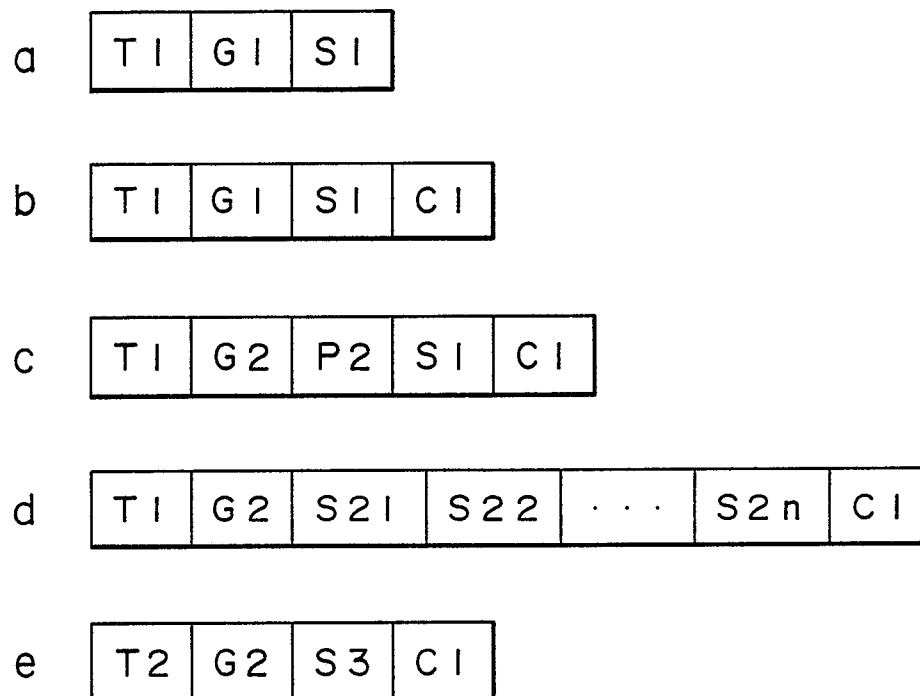 a T1 G1 S1
b T1 G1 S1 C1
c T1 G2 P2 S1 C1
d T1 G2 S21 S22 ... S2n C1
e T2 G2 S3 C1